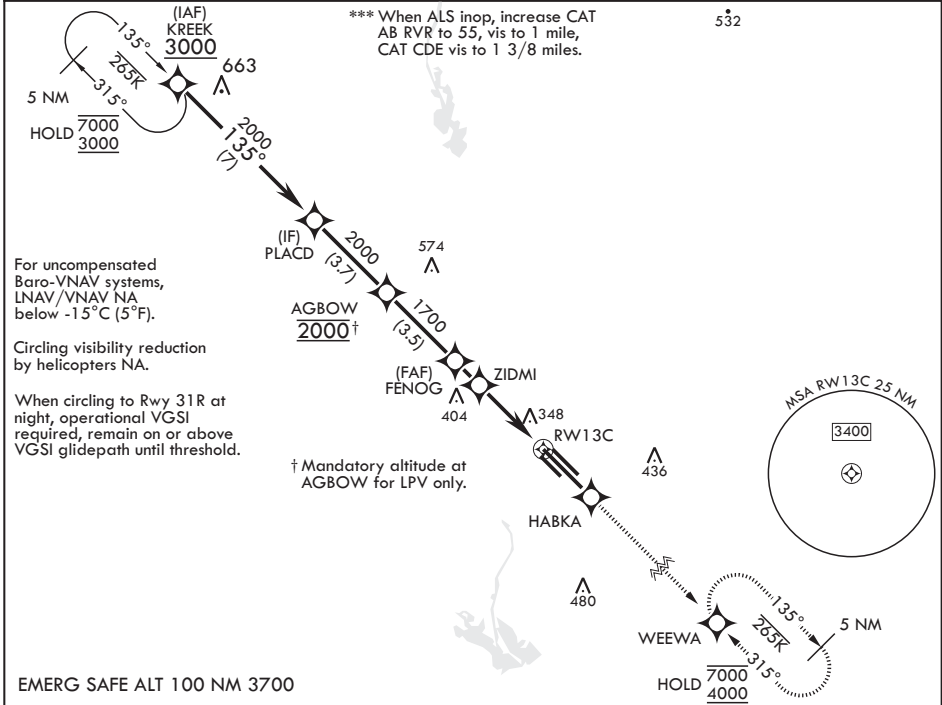 (IAF)
KREEK
3000
135°
265K
315°
5 NM
HOLD 7000
3000
663
*** When ALS inop, increase CAT
AB RVR to 55, vis to 1 mile,
CAT CDE vis to 1 3/8 miles.
532
2000
135°
(7)
(IF)
PLACD
2000
(3.7)
574
For uncompensated
Baro-VNAV systems,
LNAV/VNAV NA
below -15°C (5°F).
Circling visibility reduction
by helicopters NA.
When circling to Rwy 31R at
night, operational VGSI
required, remain on or above
VGSI glidepath until threshold.
AGBOW
2000†
1700
(3.5)
(FAF)
FENOG
ZIDMI
404
348
RW13C
436
† Mandatory altitude at
AGBOW for LPV only.
HABKA
MSA RW13C 25 NM
3400
480
WEEWA
135°
265K
315°
5 NM
HOLD 7000
4000
EMERG SAFE ALT 100 NM 3700